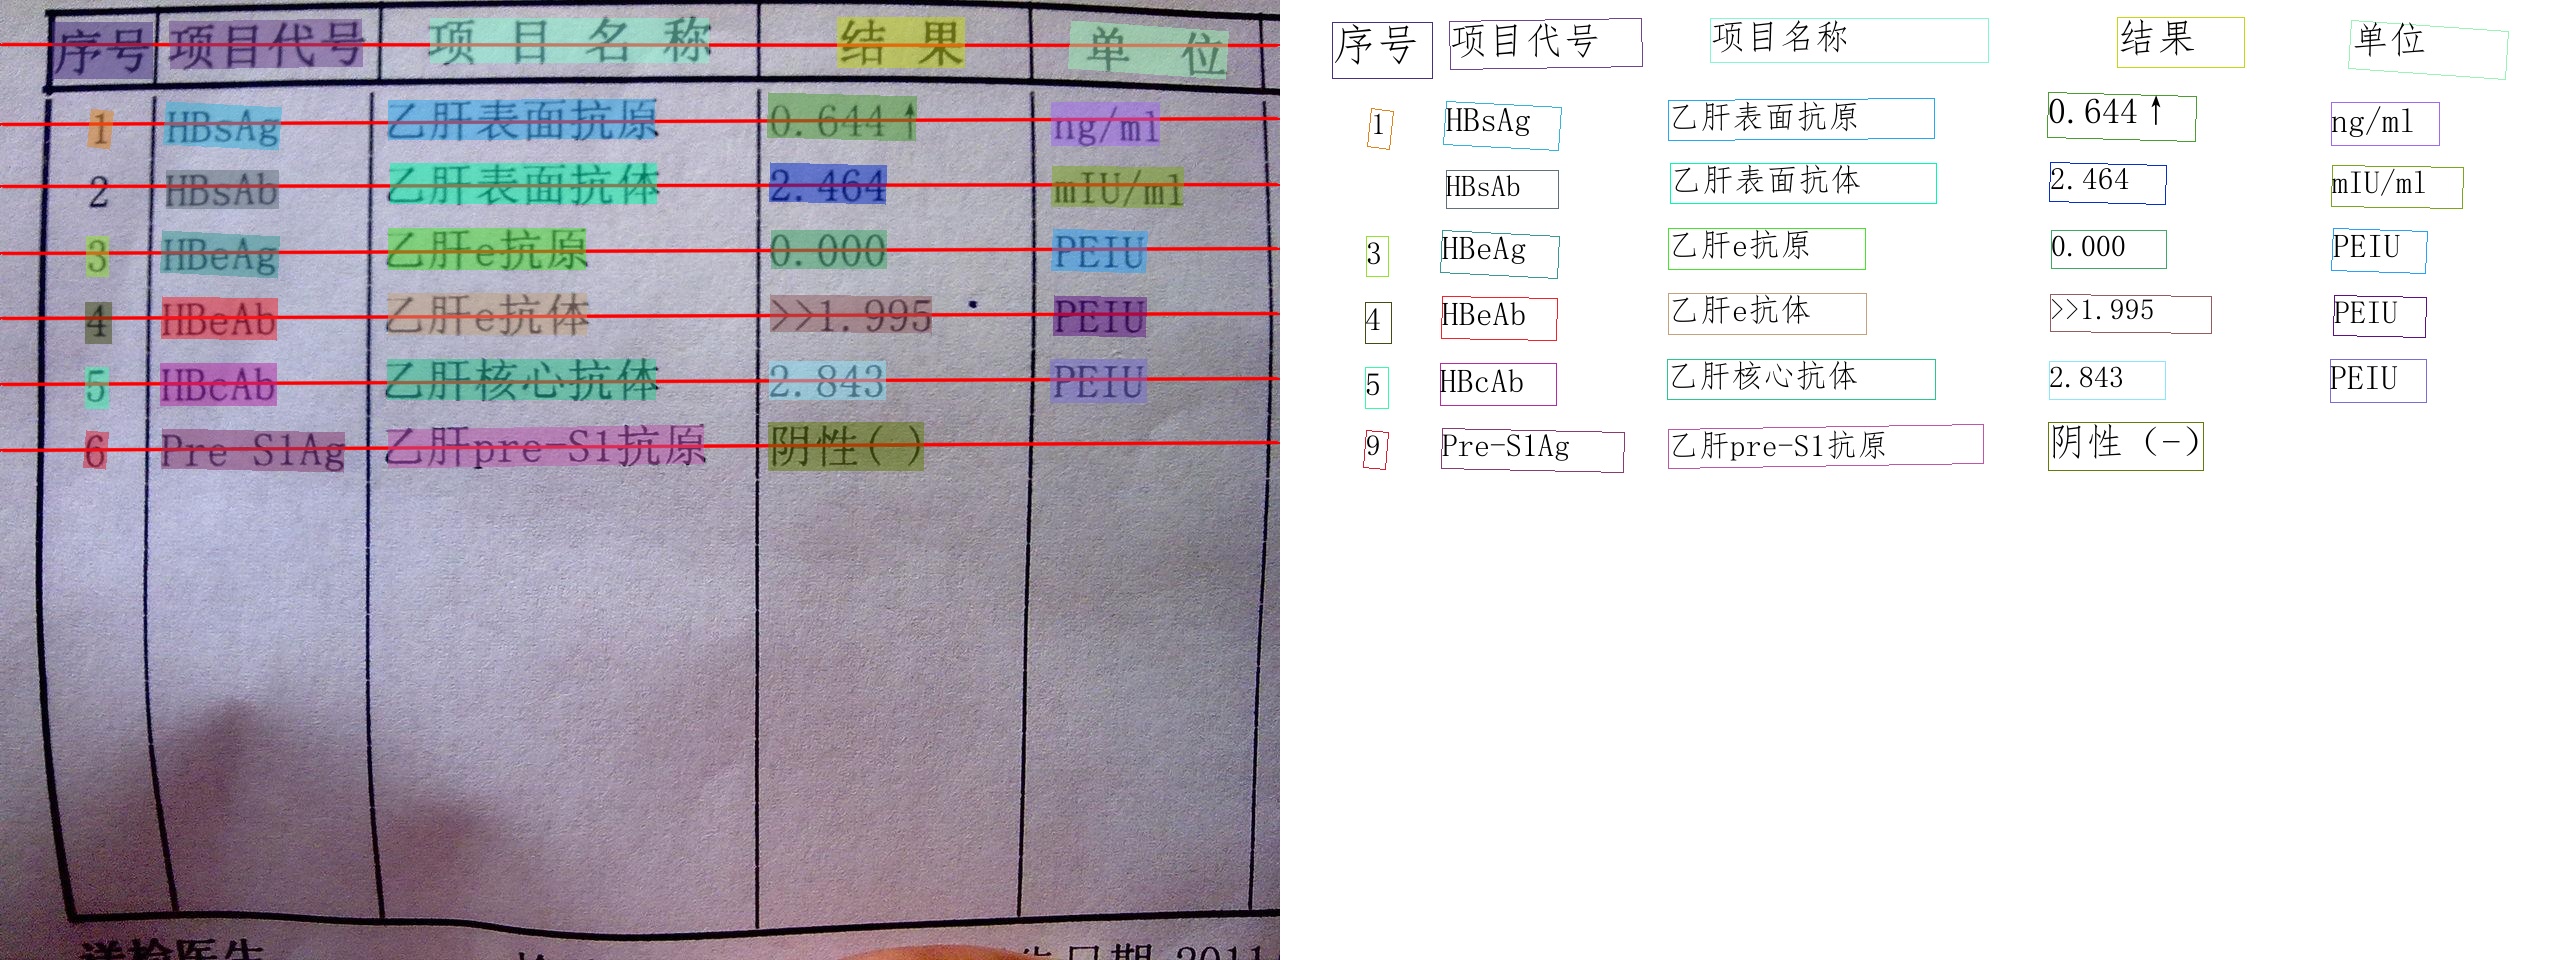 序号 项目代号 项目名称 结果 单位
1 HBsAg 乙肝表面抗原 0.644↑ ng/ml
2 HBsAb 乙肝表面抗体 2.464 mIU/ml
3 HBeAg 乙肝e抗原 0.000 PEIU
4 HBeAb 乙肝e抗体 >>1.995 PEIU
5 HBcAb 乙肝核心抗体 2.843 PEIU
6 Pre-S1Ag 乙肝pre-S1抗原 阴性(-)
送检医生 日期 2011
序号 项目代号 项目名称 结果 单位
1 HBsAg 乙肝表面抗原 0.644↑ ng/ml
HBsAb 乙肝表面抗体 2.464 mIU/ml
3 HBeAg 乙肝e抗原 0.000 PEIU
4 HBeAb 乙肝e抗体 >>1.995 PEIU
5 HBcAb 乙肝核心抗体 2.843 PEIU
9 Pre-S1Ag 乙肝pre-S1抗原 阴性（-）